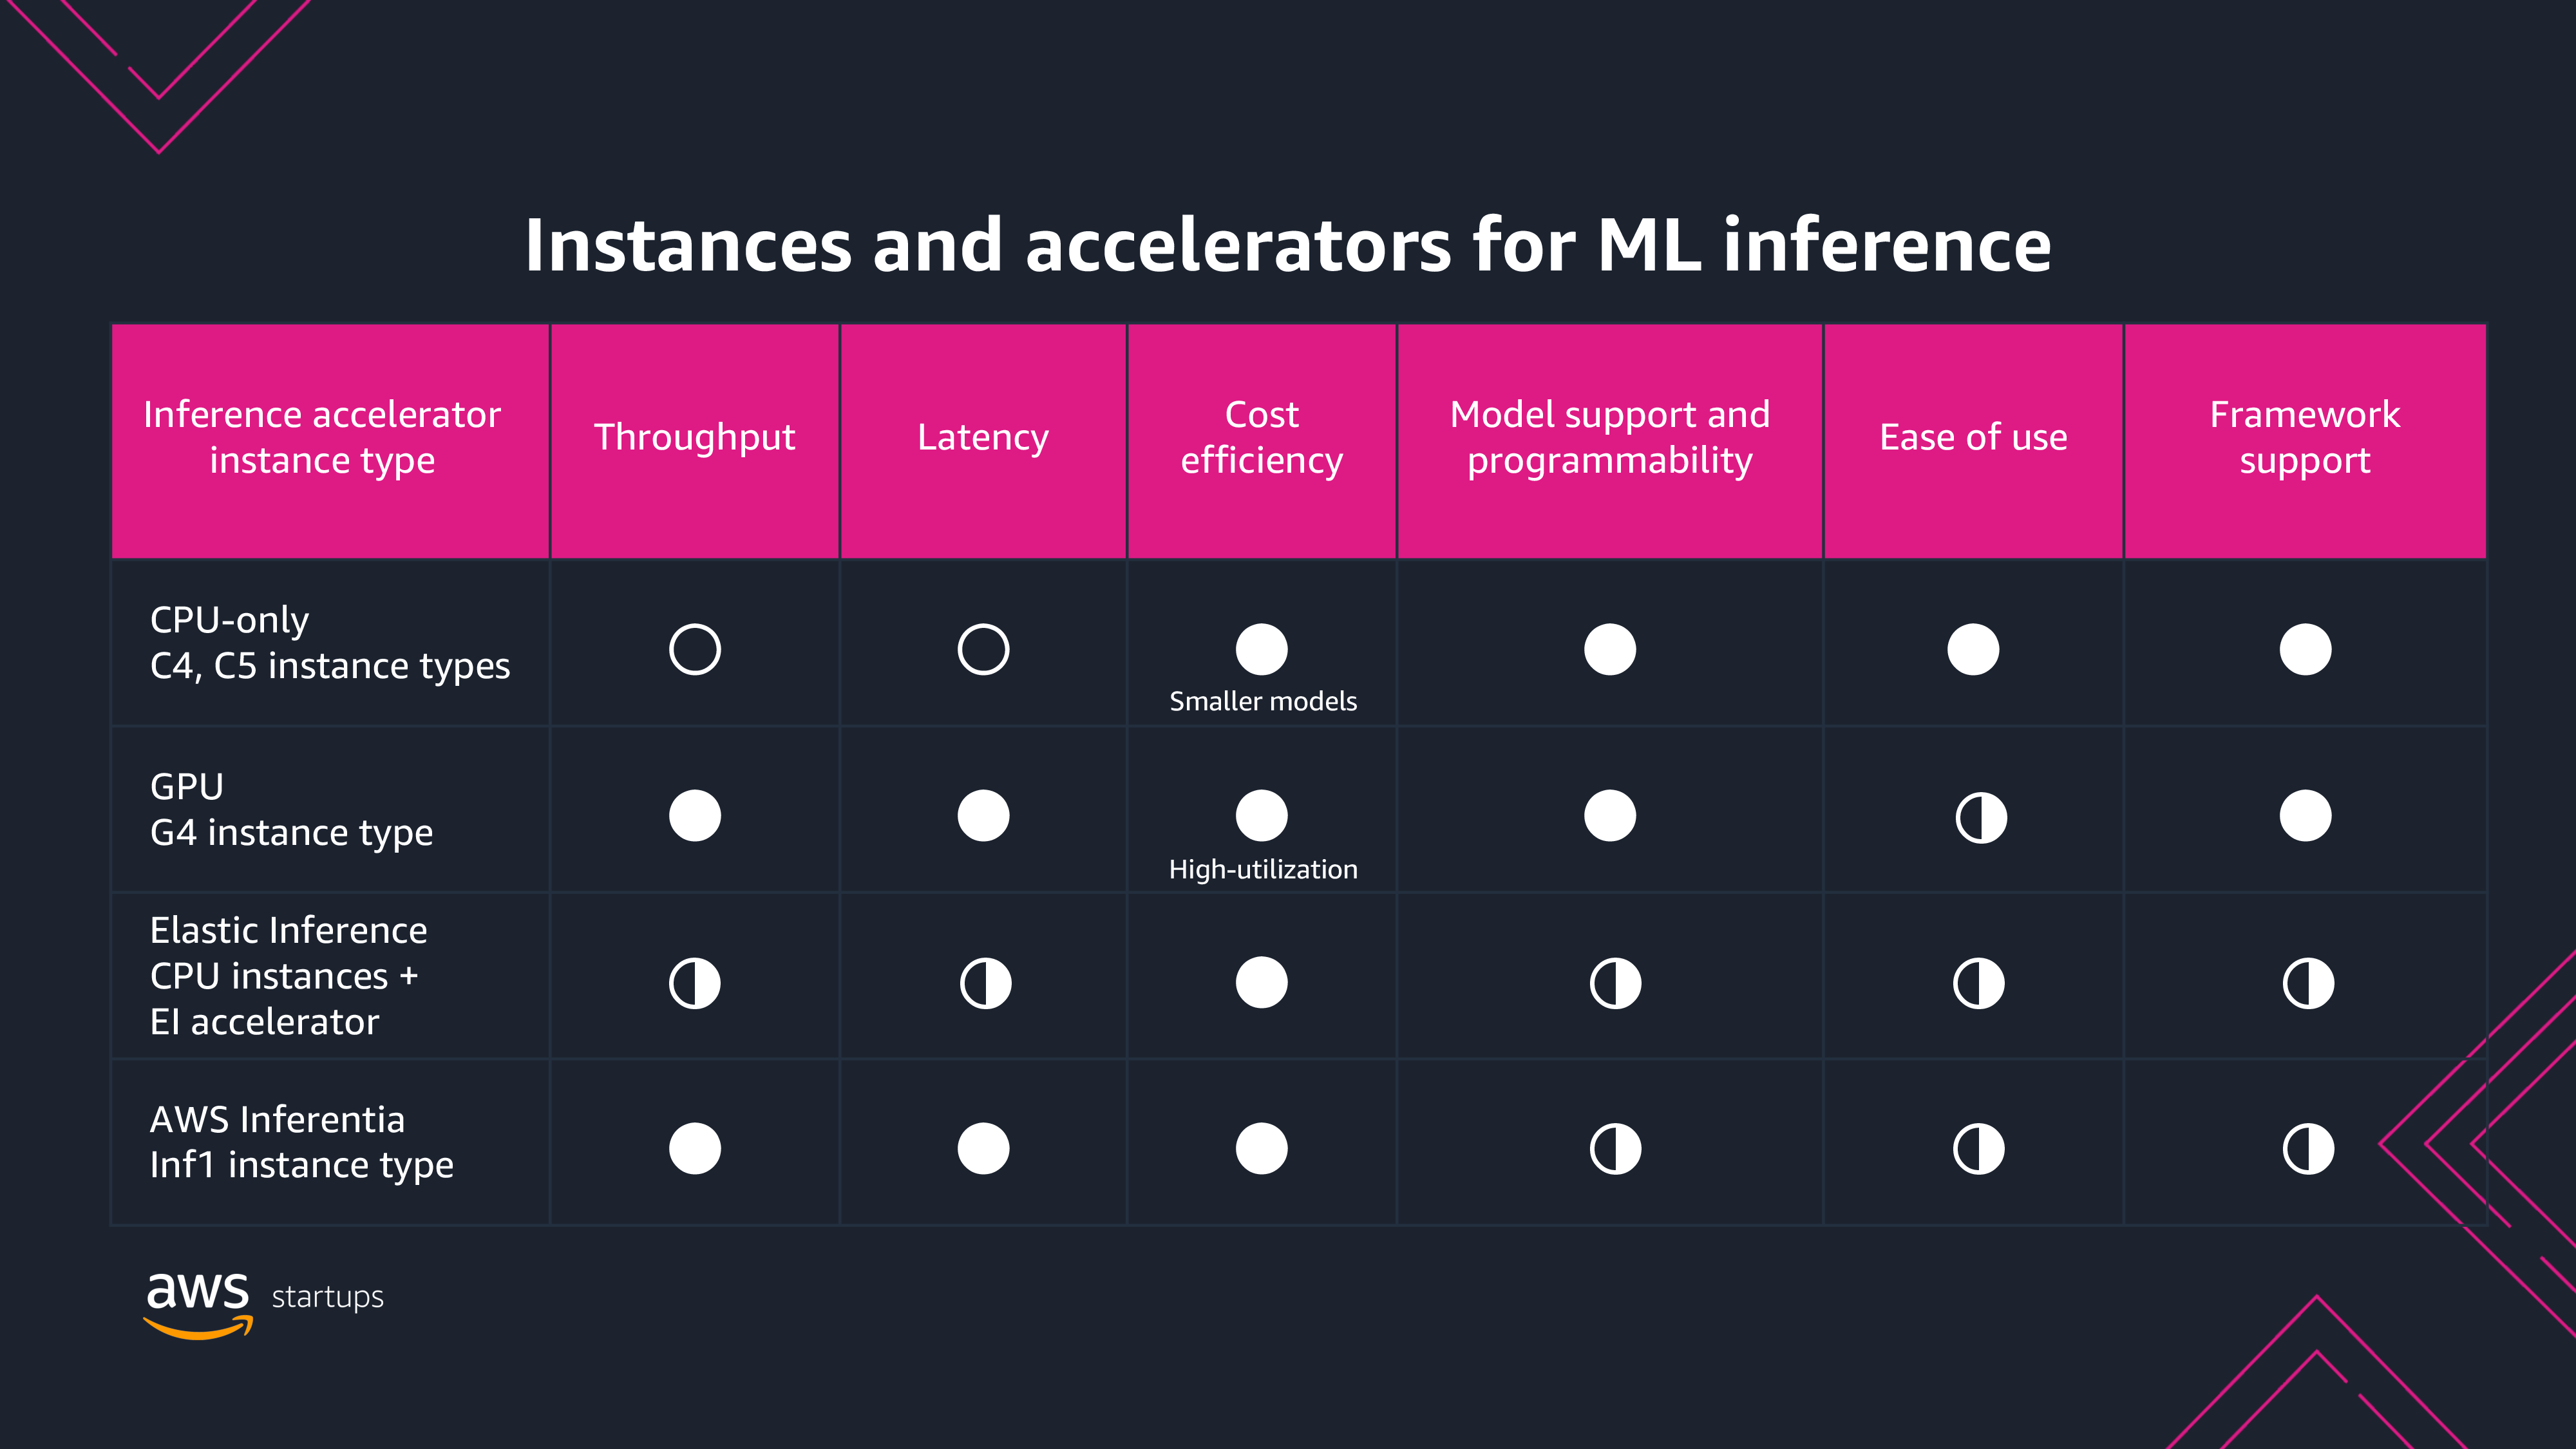 Instances and accelerators for ML inference
Inference accelerator
instance type
Throughput
Latency
Cost
efficiency
Model support and
programmability
Ease of use
Framework
support
CPU-only
C4, C5 instance types
Smaller models
GPU
G4 instance type
High-utilization
Elastic Inference
CPU instances +
EI accelerator
AWS Inferentia
Inf1 instance type
aws startups